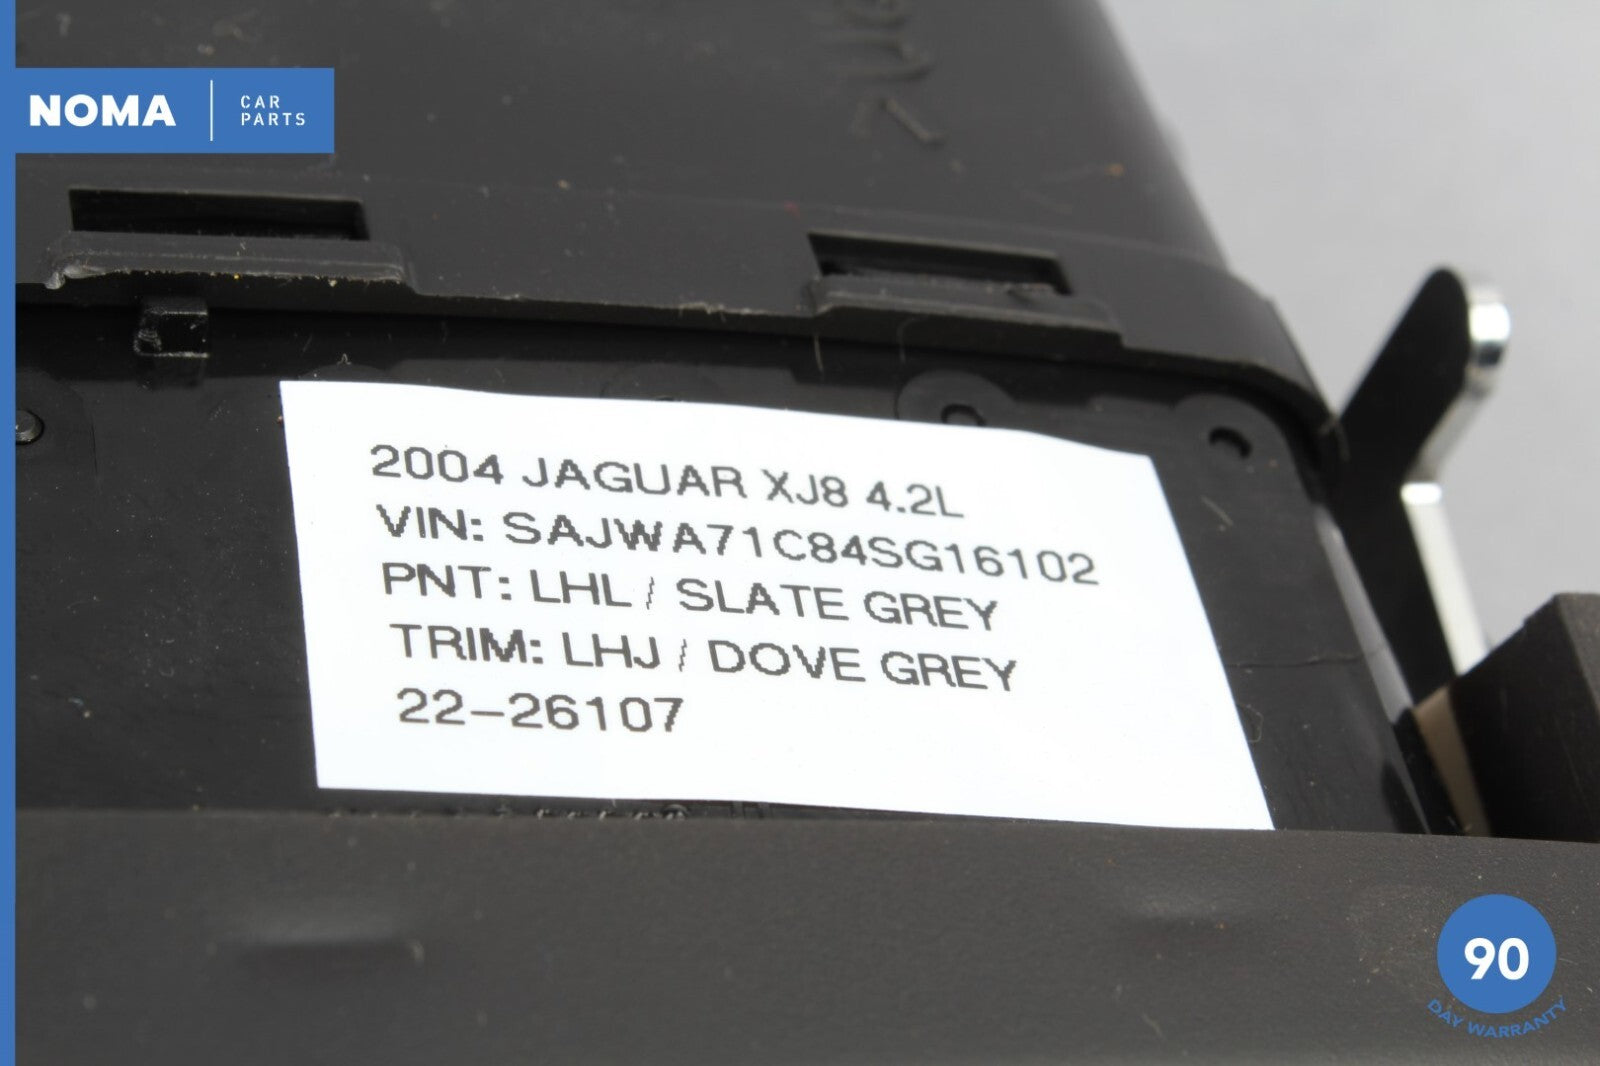 NOMA
CAR
PARTS
2004 JAGUAR XJ8 4.2L
VIN: SAJWA71C84SG16102
PNT: LHL / SLATE GREY
TRIM: LHJ / DOVE GREY
22-26107
90
DAY WARRANTY